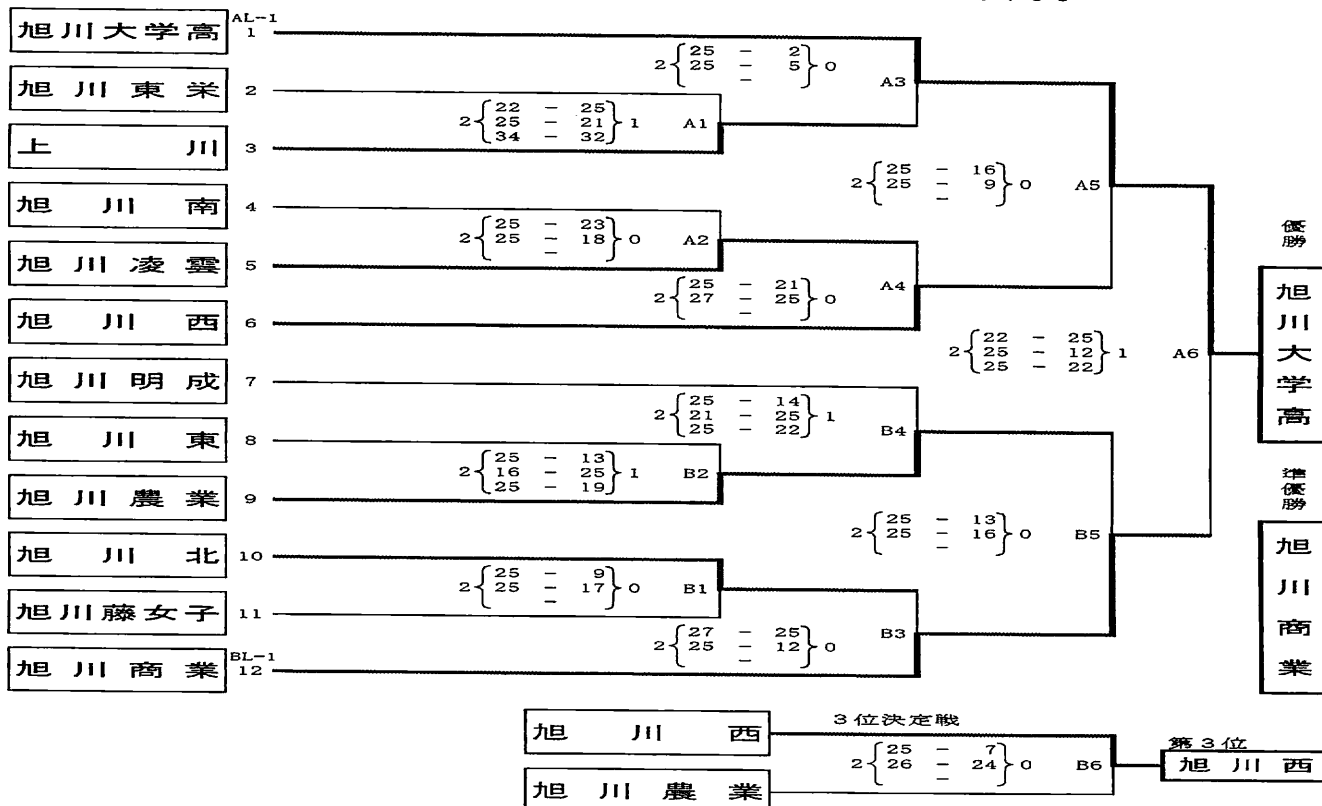 AL-1
旭川大学高 1
2 25 - 2 0
25 - 5
-
A3
旭川東栄 2
2 22 - 25 1
25 - 21
34 - 32
A1
上川 3
2 25 - 16 0
25 - 9
-
A5
旭川南 4
2 25 - 23 0
25 - 18
-
A2
旭川凌雲 5
2 25 - 21 0
27 - 25
-
A4
旭川西 6
2 22 - 25 1
25 - 12
25 - 22
A6
優勝
旭川大学高
旭川明成 7
2 25 - 14 1
21 - 25
25 - 22
B4
旭川東 8
2 25 - 13 1
16 - 25
25 - 19
B2
旭川農業 9
2 25 - 13 0
25 - 16
-
B5
準優勝
旭川商業
旭川北 10
2 25 - 9 0
25 - 17
-
B1
旭川藤女子 11
2 27 - 25 0
25 - 12
-
B3
BL-1
旭川商業 12
3位決定戦
旭川西
2 25 - 7 0
26 - 24
-
B6
第3位
旭川西
旭川農業